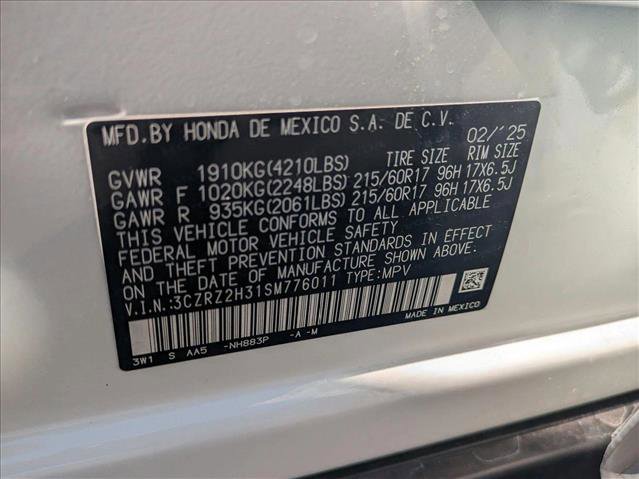 MFD.BY HONDA DE MEXICO S.A. DE C.V. 02/'25
GVWR 1910KG(4210LBS) TIRE SIZE RIM SIZE
GAWR F 1020KG(2248LBS) 215/60R17 96H 17X6.5J
GAWR R 935KG(2061LBS) 215/60R17 96H 17X6.5J
THIS VEHICLE CONFORMS TO ALL APPLICABLE
FEDERAL MOTOR VEHICLE SAFETY
AND THEFT PREVENTION STANDARDS IN EFFECT
ON THE DATE OF MANUFACTURE SHOWN ABOVE.
V.I.N.:3CZRZ2H31SM776011 TYPE:MPV
MADE IN MEXICO
3W1 S AA5 -NH883P -A -M